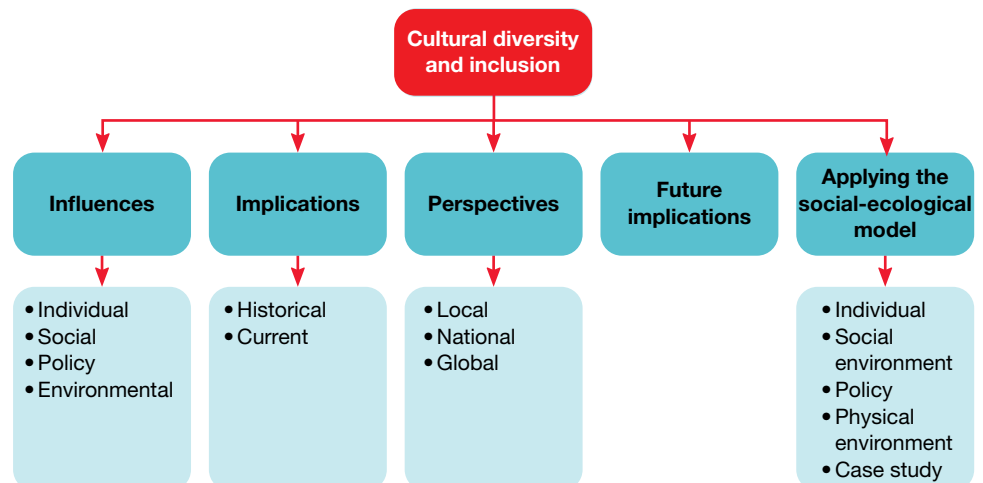 Cultural diversity
and inclusion
Influences
Implications
Perspectives
Future
implications
Applying the
social-ecological
model
• Individual
• Social
• Policy
• Environmental
• Historical
• Current
• Local
• National
• Global
• Individual
• Social
environment
• Policy
• Physical
environment
• Case study